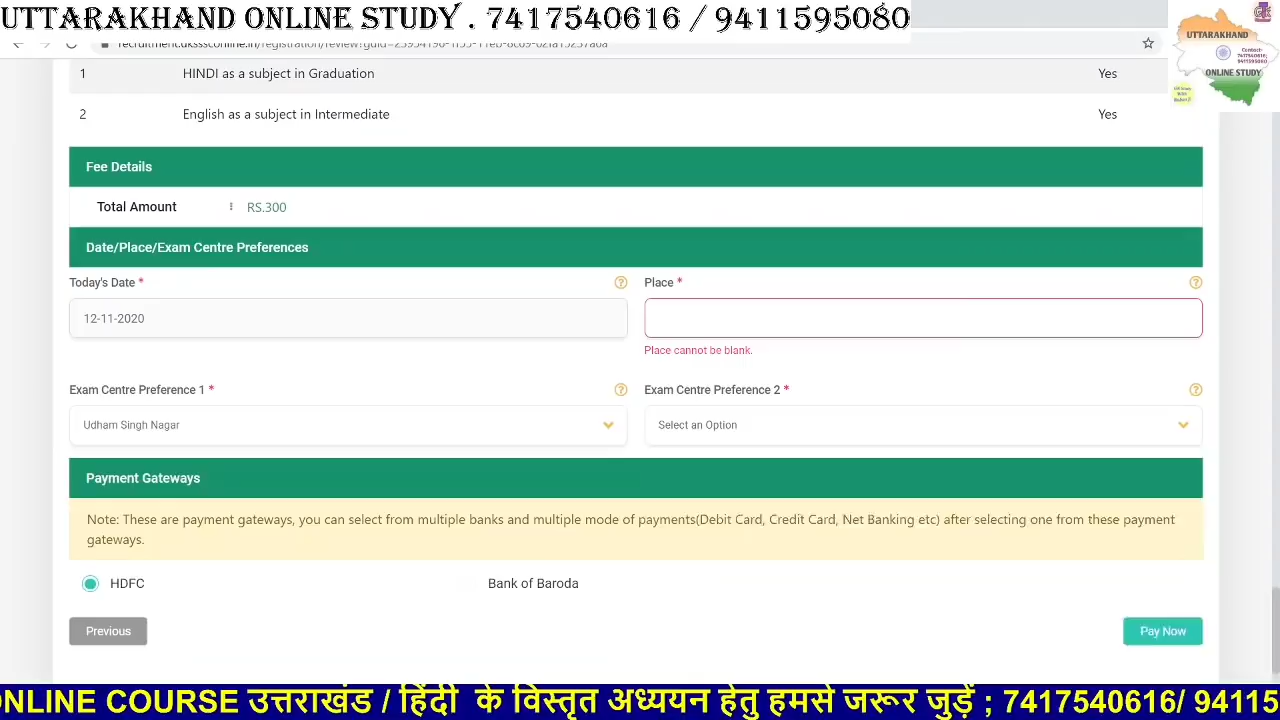 UTTARAKHAND ONLINE STUDY . 7417540616 / 9411595080
UTTARAKHAND
Contact-
7417540616;
9411595080
ONLINE STUDY
1 HINDI as a subject in Graduation Yes
2 English as a subject in Intermediate Yes
Fee Details
Total Amount : RS.300
Date/Place/Exam Centre Preferences
Today's Date * Place *
12-11-2020
Place cannot be blank.
Exam Centre Preference 1 * Exam Centre Preference 2 *
Udham Singh Nagar Select an Option
Payment Gateways
Note: These are payment gateways, you can select from multiple banks and multiple mode of payments(Debit Card, Credit Card, Net Banking etc) after selecting one from these payment
gateways.
HDFC Bank of Baroda
Previous Pay Now
NLINE COURSE उत्तराखंड / हिंदी के विस्तृत अध्ययन हेतु हमसे जरूर जुड़ें ; 7417540616/ 94115